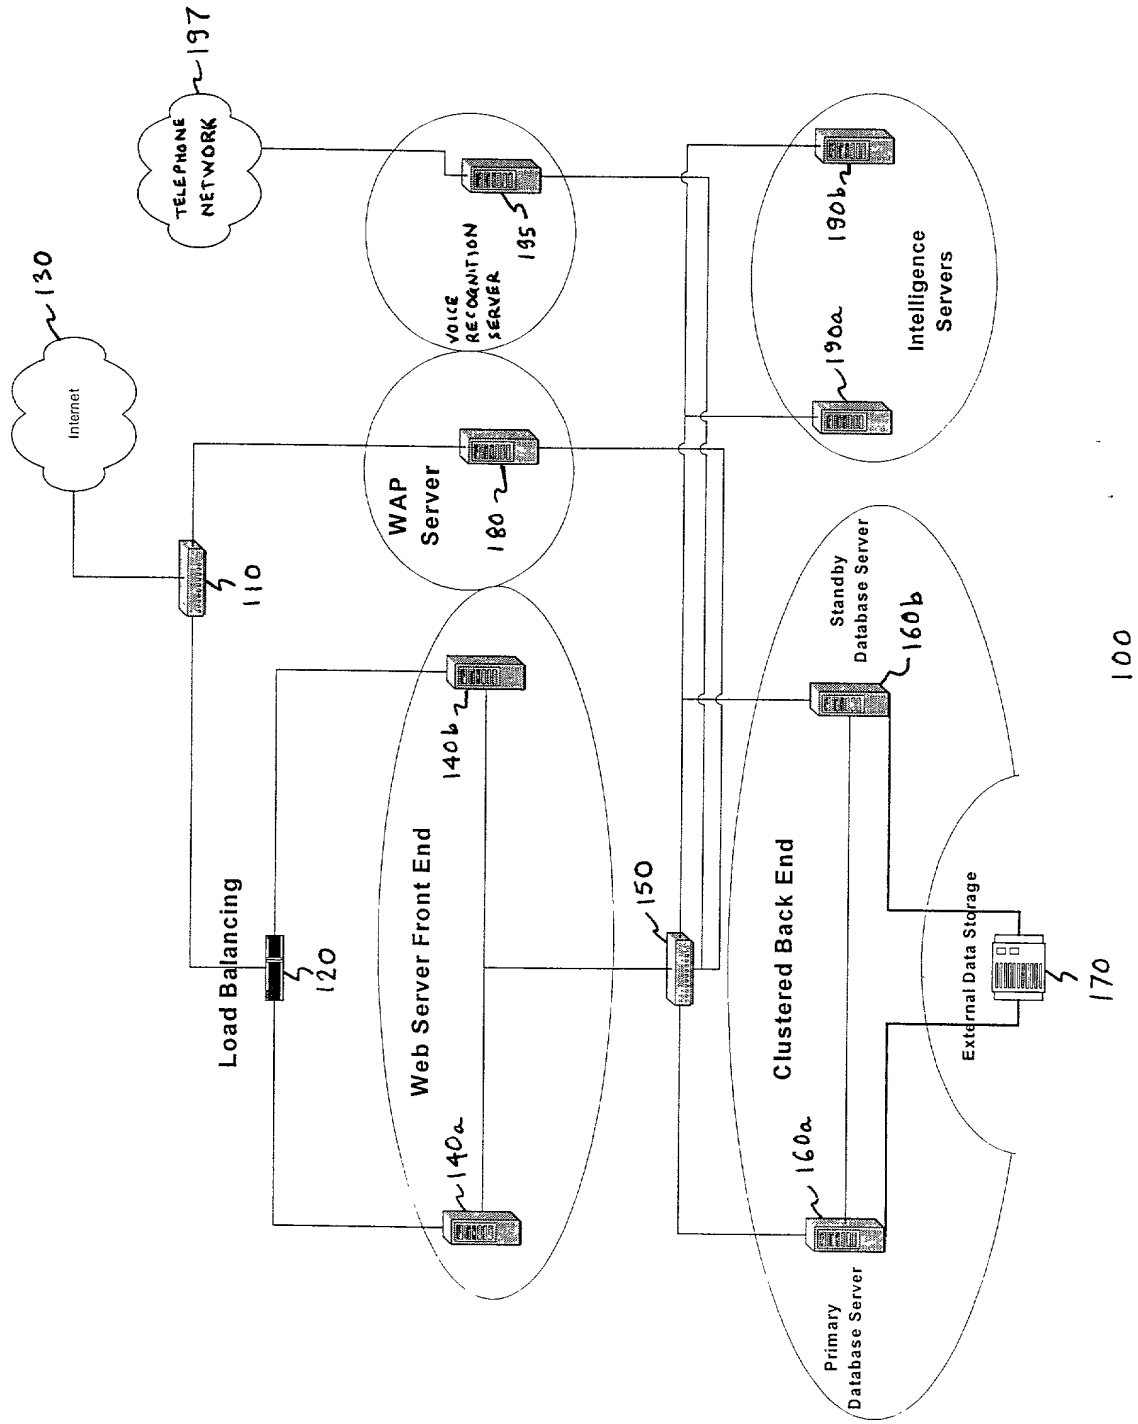 TELEPHONE
NETWORK
197
Internet
130
110
Load Balancing
120
VOICE
RECOGNITION
SERVER
195
WAP
Server
180
Web Server Front End
140a
140b
150
Intelligence
Servers
190a
190b
Clustered Back End
160a
Primary
Database Server
Standby
Database Server
160b
External Data Storage
170
100